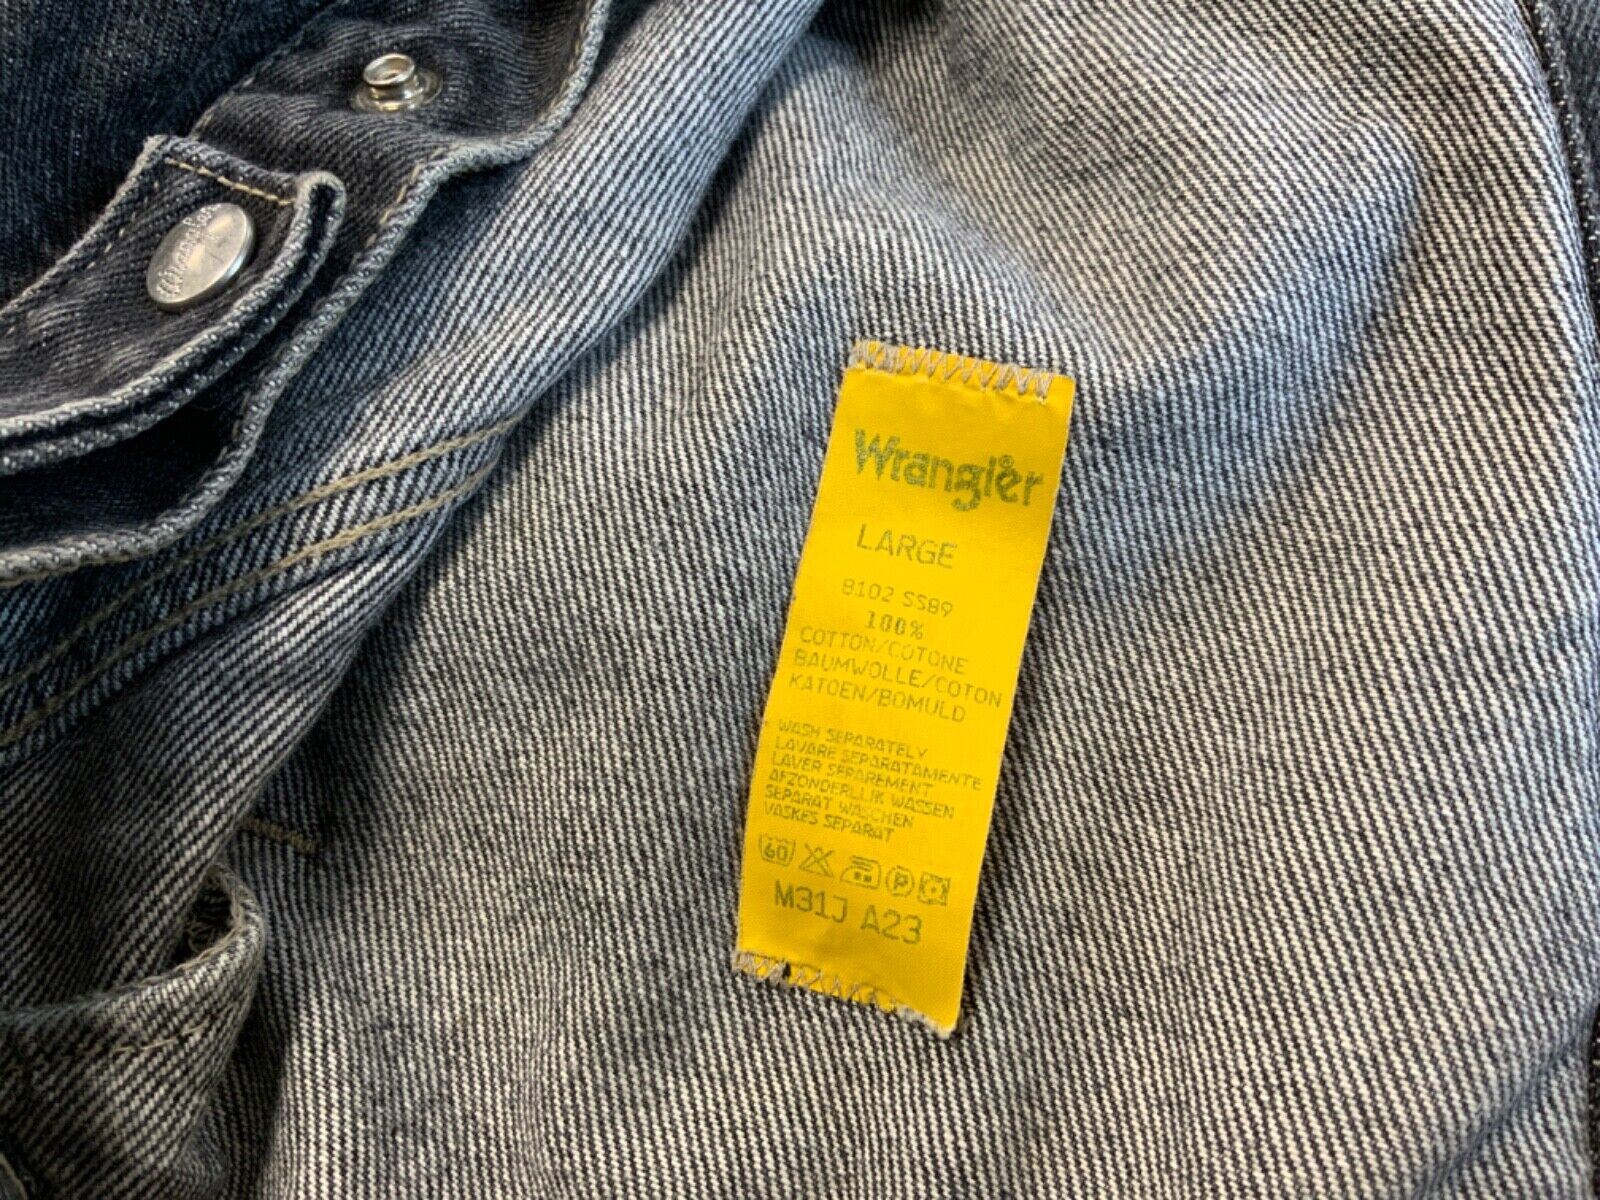 Wrangler
Wrangler
LARGE
8102 SS89
100%
COTTON/COTONE
BAUMWOLLE/COTON
KATOEN/BOMULD
WASH SEPARATELY
LAVARE SEPARATAMENTE
LAVER SEPAREMENT
AFZONDERLIJK WASSEN
SEPARAT WASCHEN
VASKES SEPARAT
60 P
M31J A23